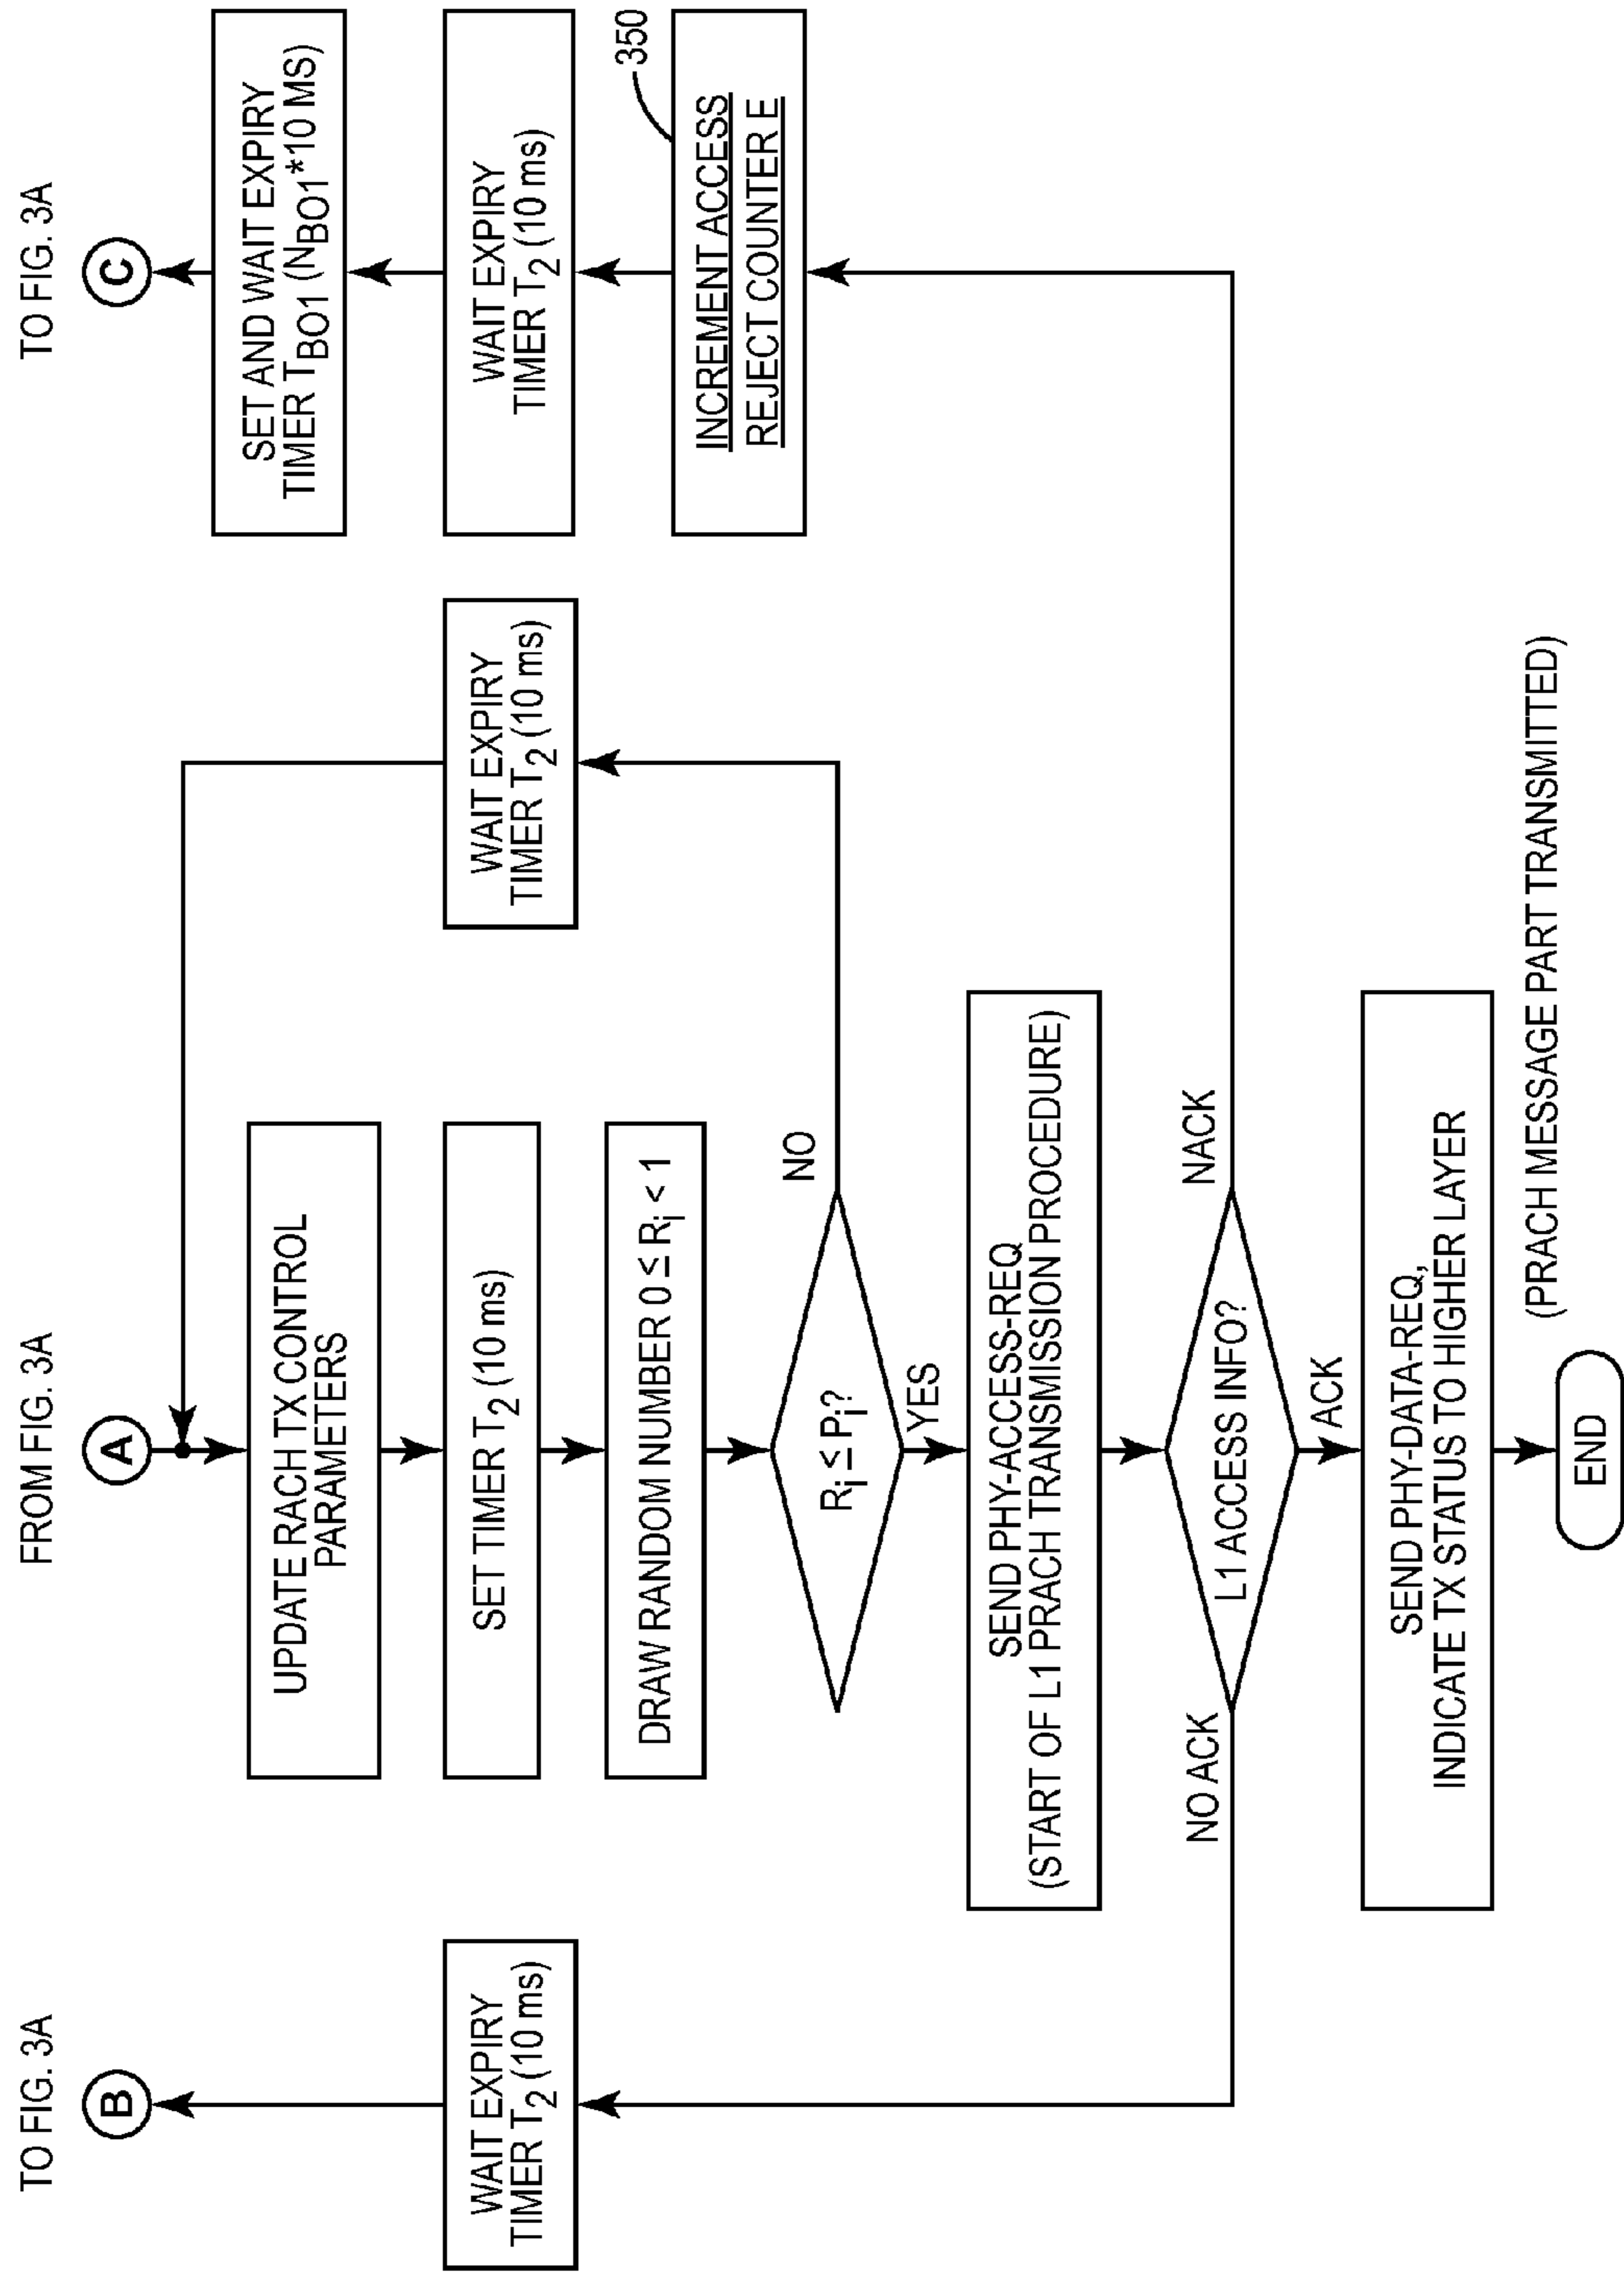 TO FIG. 3A
FROM FIG. 3A
TO FIG. 3A
B
A
C
UPDATE RACH TX CONTROL
PARAMETERS
SET TIMER T2 (10 ms)
DRAW RANDOM NUMBER 0 ≤ Ri < 1
Ri ≤ Pi?
NO
YES
WAIT EXPIRY
TIMER T2 (10 ms)
SEND PHY-ACCESS-REQ
(START OF L1 PRACH TRANSMISSION PROCEDURE)
L1 ACCESS INFO?
NO ACK
NACK
ACK
WAIT EXPIRY
TIMER T2 (10 ms)
SET AND WAIT EXPIRY
TIMER TBO1 (NBO1*10 MS)
WAIT EXPIRY
TIMER T2 (10 ms)
INCREMENT ACCESS
REJECT COUNTER E
350
SEND PHY-DATA-REQ,
INDICATE TX STATUS TO HIGHER LAYER
(PRACH MESSAGE PART TRANSMITTED)
END